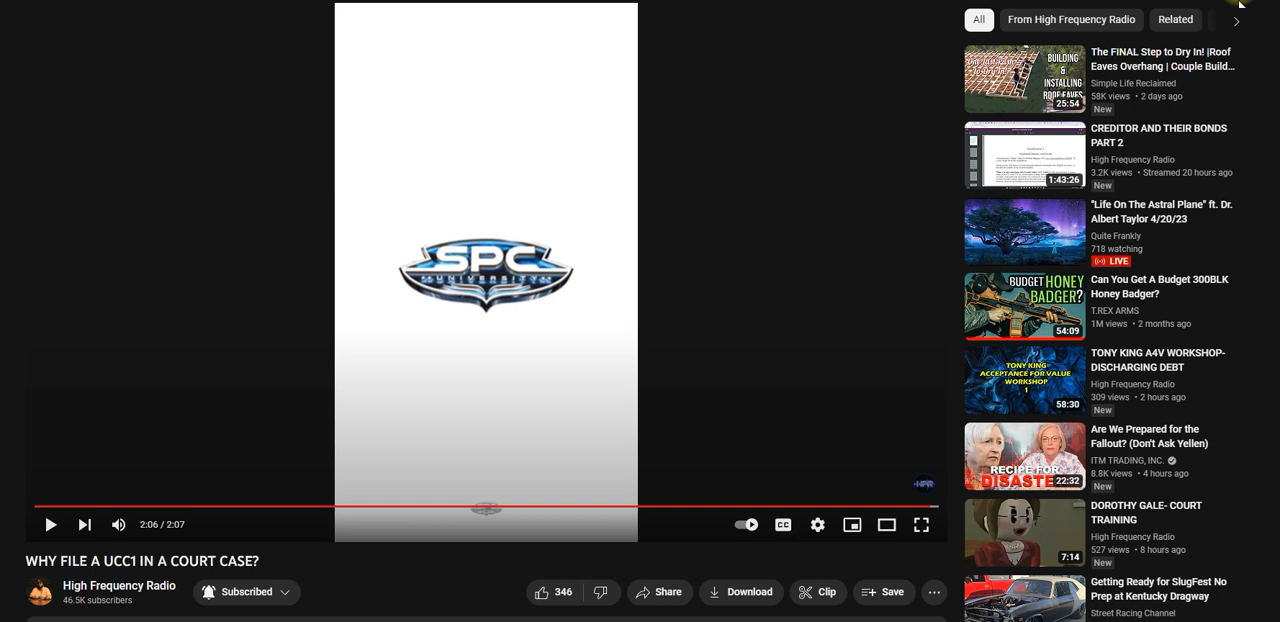 All
From High Frequency Radio
Related
SPC
UNIVERSITY
HFR
2:06 / 2:07
CC
WHY FILE A UCC1 IN A COURT CASE?
High Frequency Radio
46.5K subscribers
Subscribed
346
Share
Download
Clip
Save
BUILDING
&
INSTALLING
ROOF EAVES
25:54
The FINAL Step to Dry In! |Roof
Eaves Overhang | Couple Build...
Simple Life Reclaimed
58K views • 2 days ago
New
1:43:26
CREDITOR AND THEIR BONDS
PART 2
High Frequency Radio
3.2K views • Streamed 20 hours ago
New
"Life On The Astral Plane" ft. Dr.
Albert Taylor 4/20/23
Quite Frankly
718 watching
LIVE
BUDGET HONEY
BADGER?
54:09
Can You Get A Budget 300BLK
Honey Badger?
T.REX ARMS
1M views • 2 months ago
TONY KING
ACCEPTANCE FOR VALUE
WORKSHOP
1
58:30
TONY KING A4V WORKSHOP-
DISCHARGING DEBT
High Frequency Radio
309 views • 2 hours ago
New
RECIPE FOR
DISASTE
22:32
Are We Prepared for the
Fallout? (Don't Ask Yellen)
ITM TRADING, INC.
8.8K views • 4 hours ago
New
7:14
DOROTHY GALE- COURT
TRAINING
High Frequency Radio
527 views • 8 hours ago
New
Getting Ready for SlugFest No
Prep at Kentucky Dragway
Street Racing Channel